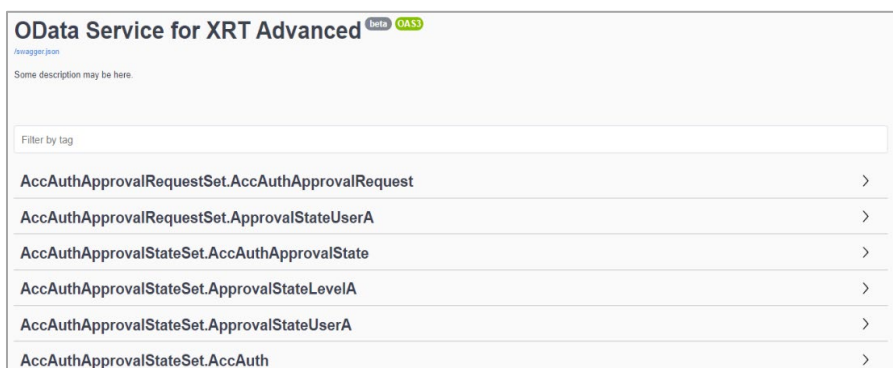 OData Service for XRT Advanced beta OAS3
/swagger.json
Some description may be here.
Filter by tag
AccAuthApprovalRequestSet.AccAuthApprovalRequest
AccAuthApprovalRequestSet.ApprovalStateUserA
AccAuthApprovalStateSet.AccAuthApprovalState
AccAuthApprovalStateSet.ApprovalStateLevelA
AccAuthApprovalStateSet.ApprovalStateUserA
AccAuthApprovalStateSet.AccAuth